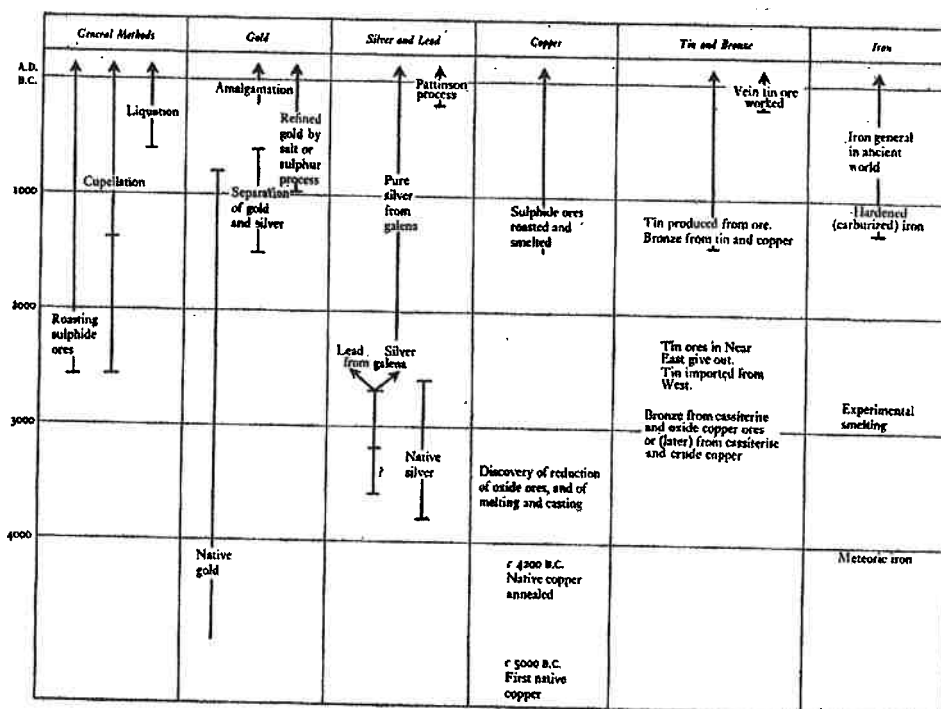 General Methods
Gold
Silver and Lead
Copper
Tin and Bronze
Iron
A.D.
B.C.
1000
2000
3000
4000
Liquation
Cupellation
Roasting
sulphide
ores
Amalgamation
Refined
gold by
salt or
sulphur
process
Separation
of gold
and silver
Native
gold
Pattinson
process
Pure
silver
from
galena
Lead Silver
from galena
?
Native
silver
Sulphide ores
roasted and
smelted
Discovery of reduction
of oxide ores, and of
melting and casting
c 4200 B.C.
Native copper
annealed
c 5000 B.C.
First native
copper
Vein tin ore
worked
Tin produced from ore.
Bronze from tin and copper
Tin ores in Near
East give out.
Tin imported from
West.
Bronze from cassiterite
and oxide copper ores
or (later) from cassiterite
and crude copper
Iron general
in ancient
world
Hardened
(carburized) iron
Experimental
smelting
Meteoric iron